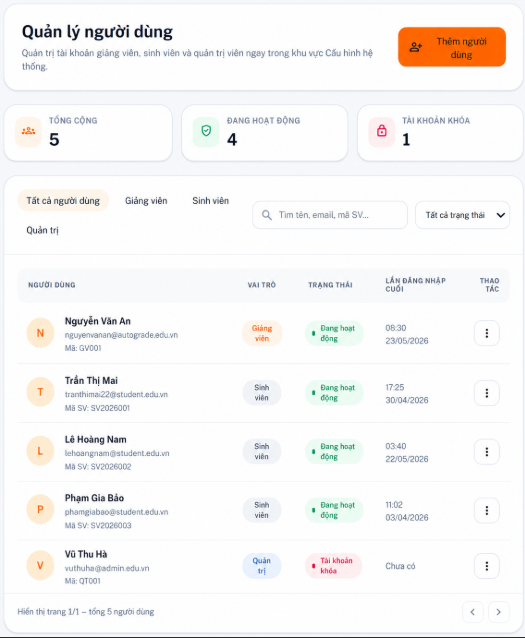 Quản lý người dùng
Quản trị tài khoản giảng viên, sinh viên và quản trị viên ngay trong khu vực Cấu hình hệ
thống.
Thêm người
dùng
TỔNG CỘNG
5
ĐANG HOẠT ĐỘNG
4
TÀI KHOẢN KHÓA
1
Tất cả người dùng
Giảng viên
Sinh viên
Quản trị
Tìm tên, email, mã SV...
Tất cả trạng thái
NGƯỜI DÙNG
VAI TRÒ
TRẠNG THÁI
LẦN ĐĂNG NHẬP
CUỐI
THAO
TÁC
N
Nguyễn Văn An
nguyenvanan@autograde.edu.vn
Mã: GV001
Giảng
viên
Đang hoạt
động
08:30
23/05/2026
T
Trần Thị Mai
tranthimai22@student.edu.vn
Mã SV: SV2026001
Sinh
viên
Đang hoạt
động
17:25
30/04/2026
L
Lê Hoàng Nam
lehoangnam@student.edu.vn
Mã SV: SV2026002
Sinh
viên
Đang hoạt
động
03:40
22/05/2026
P
Phạm Gia Bảo
phamgiabao@student.edu.vn
Mã SV: SV2026003
Sinh
viên
Đang hoạt
động
11:02
03/04/2026
V
Vũ Thu Hà
vuthuha@admin.edu.vn
Mã: QT001
Quản
trị
Tài khoản
khóa
Chưa có
Hiển thị trang 1/1 – tổng 5 người dùng